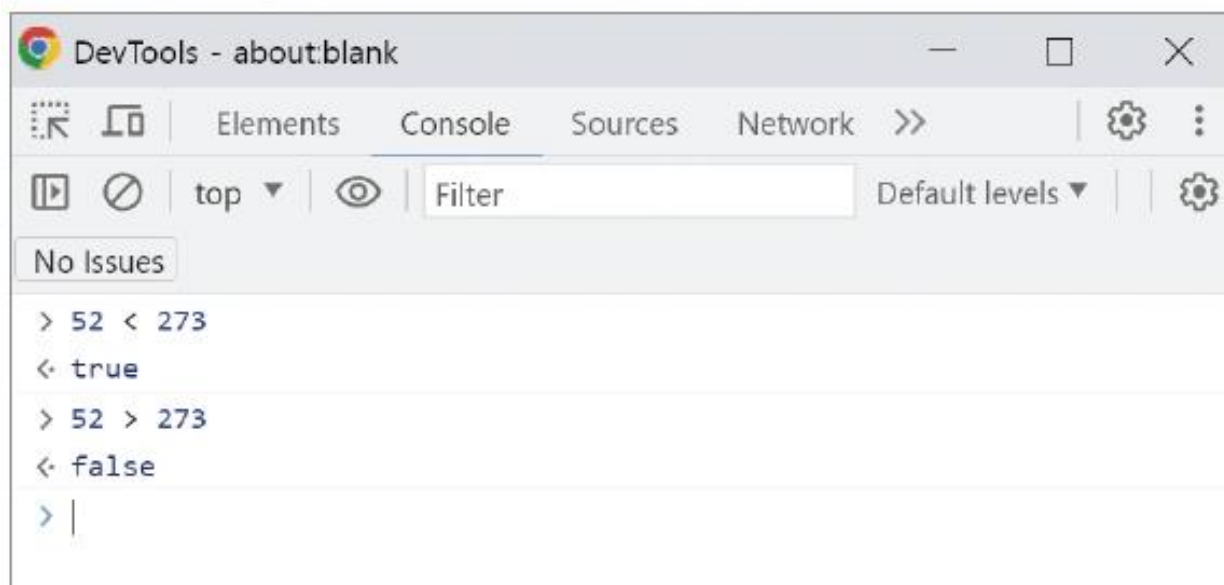 DevTools - about:blank
Elements Console Sources Network
top Filter Default levels
No Issues
> 52 < 273
<· true
> 52 > 273
<· false
>